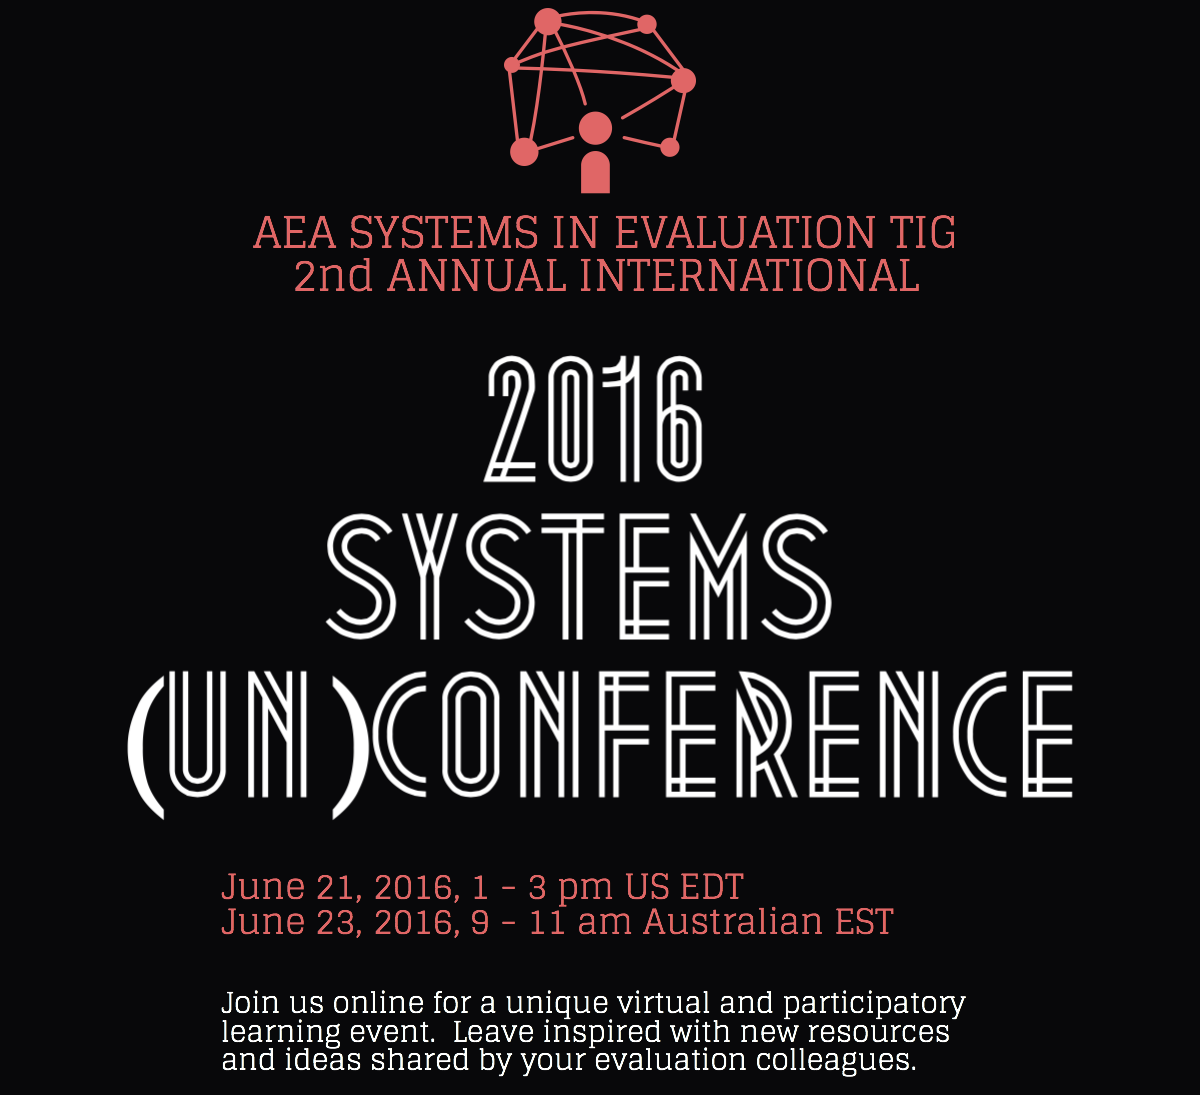 AEA SYSTEMS IN EVALUATION TIG
2nd ANNUAL INTERNATIONAL
2016
SYSTEMS
(UN)CONFERENCE
June 21, 2016, 1 – 3 pm US EDT
June 23, 2016, 9 – 11 am Australian EST
Join us online for a unique virtual and participatory
learning event.  Leave inspired with new resources
and ideas shared by your evaluation colleagues.